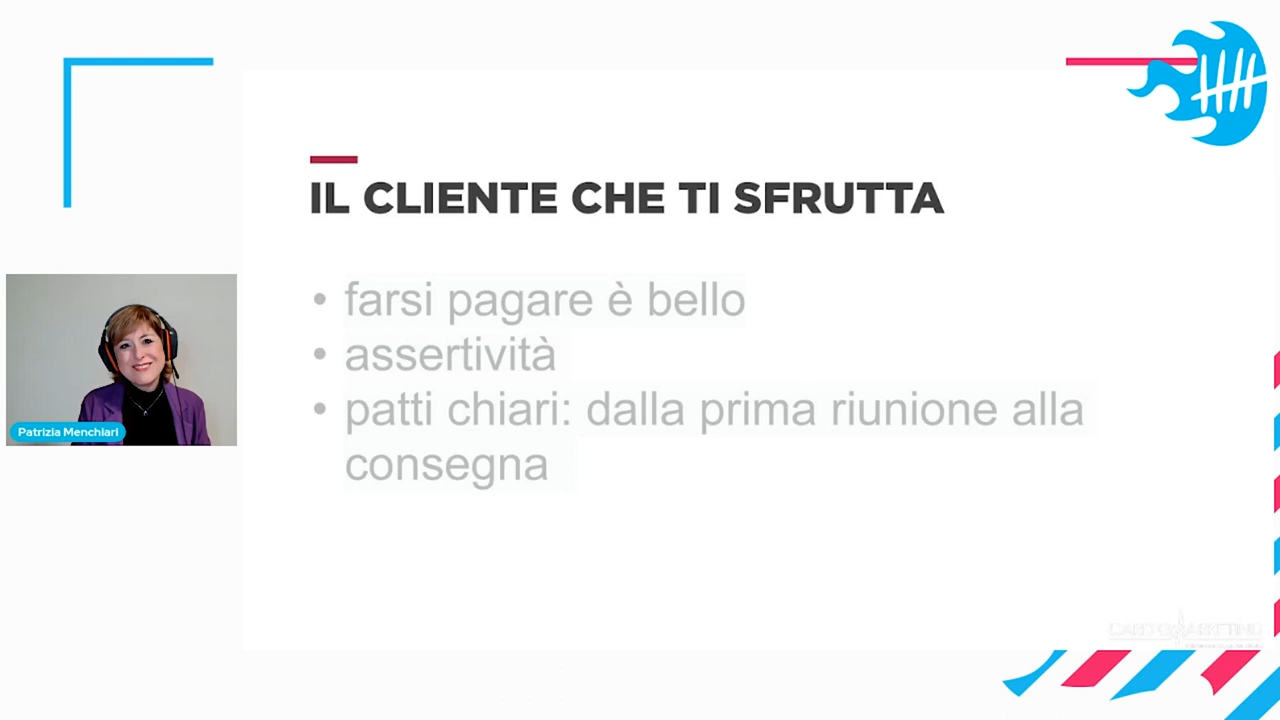 IL CLIENTE CHE TI SFRUTTA
• farsi pagare è bello
• assertività
• patti chiari: dalla prima riunione alla
consegna
Patrizia Menchiari